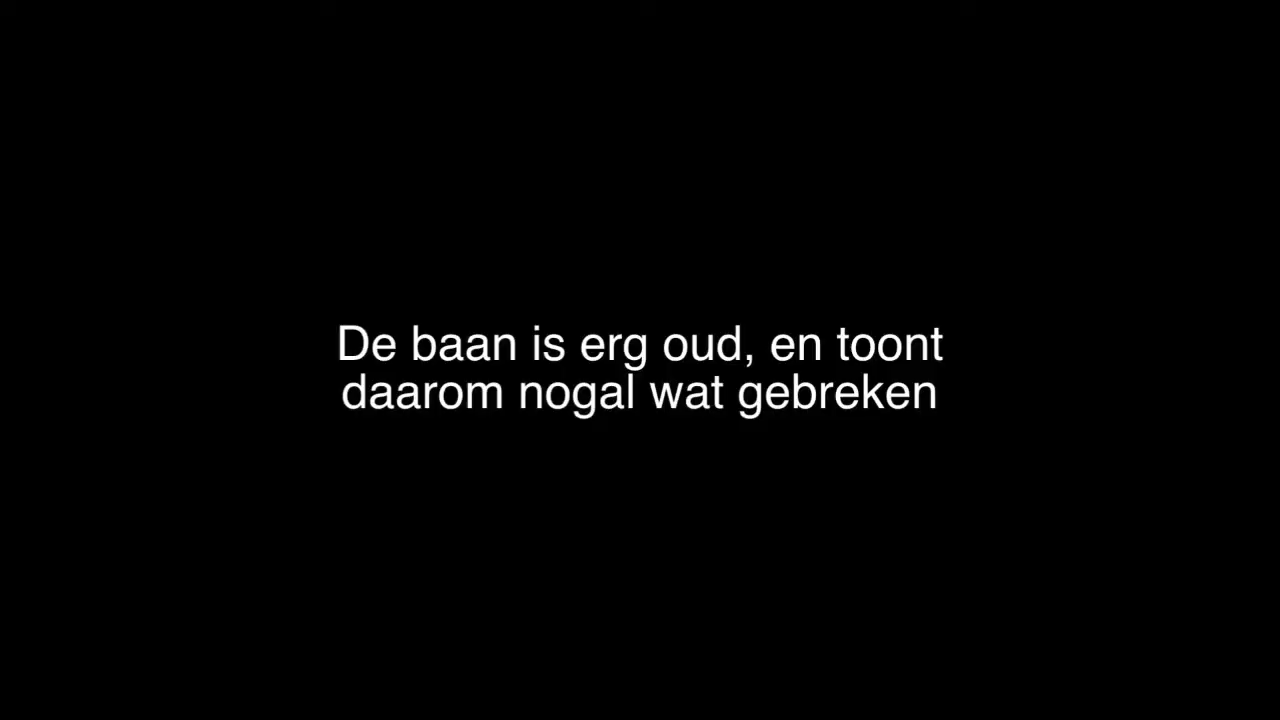 De baan is erg oud, en toont
daarom nogal wat gebreken